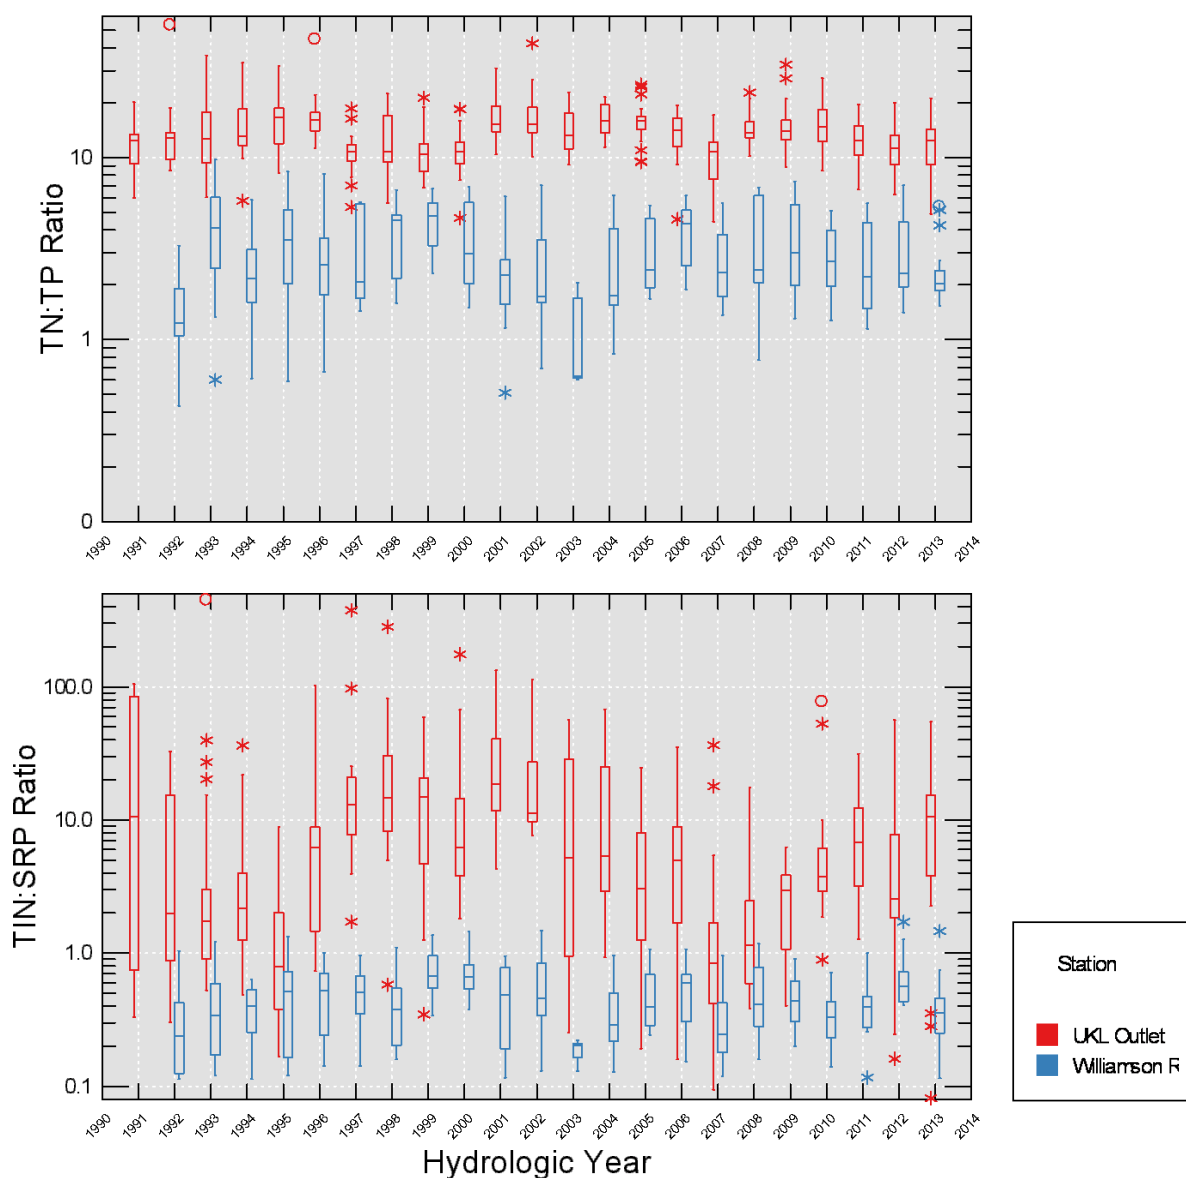 TN:TP Ratio
10
1
0
1990 1991 1992 1993 1994 1995 1996 1997 1998 1999 2000 2001 2002 2003 2004 2005 2006 2007 2008 2009 2010 2011 2012 2013 2014
TIN:SRP Ratio
100.0
10.0
1.0
0.1
1990 1991 1992 1993 1994 1995 1996 1997 1998 1999 2000 2001 2002 2003 2004 2005 2006 2007 2008 2009 2010 2011 2012 2013 2014
Hydrologic Year
Station
UKL Outlet
Williamson R